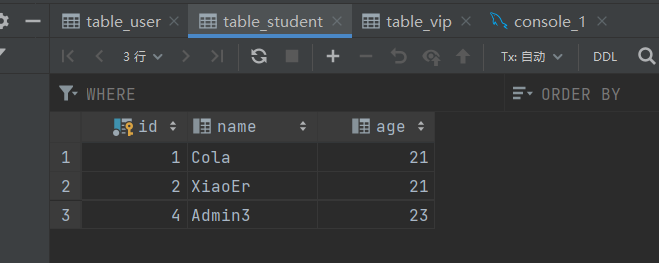 table_user × table_student × table_vip × console_1 ×
3 行 Tx: 自动 DDL
WHERE ORDER BY
id name age
1 1 Cola 21
2 2 XiaoEr 21
3 4 Admin3 23